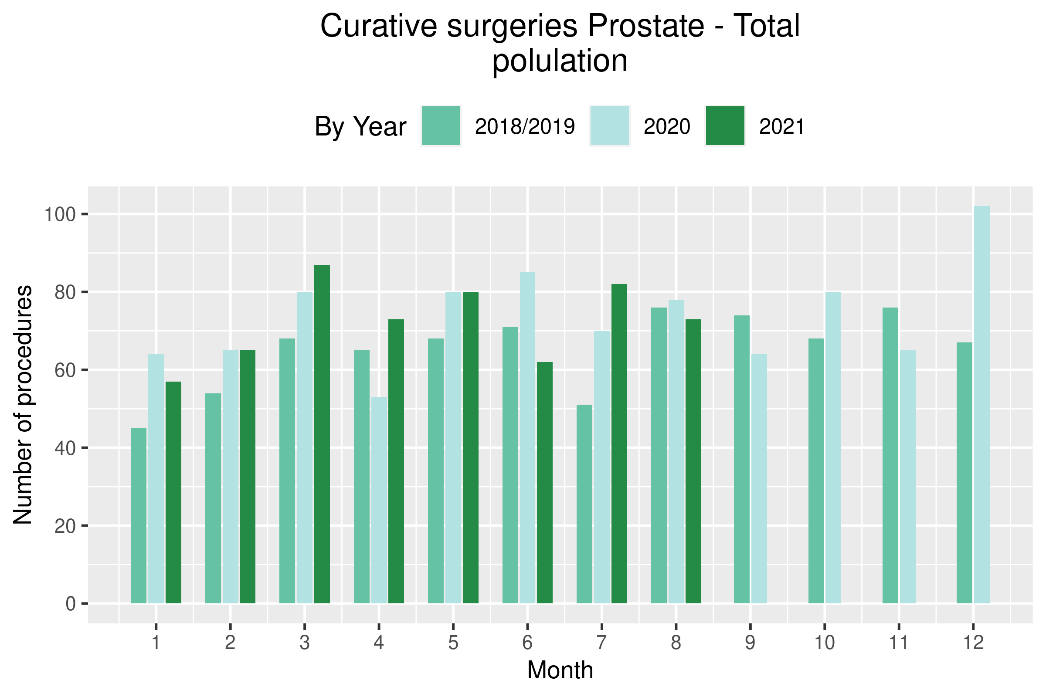 Curative surgeries Prostate - Total
polulation
By Year 2018/2019 2020 2021
Number of procedures
100
80
60
40
20
0
1 2 3 4 5 6 7 8 9 10 11 12
Month